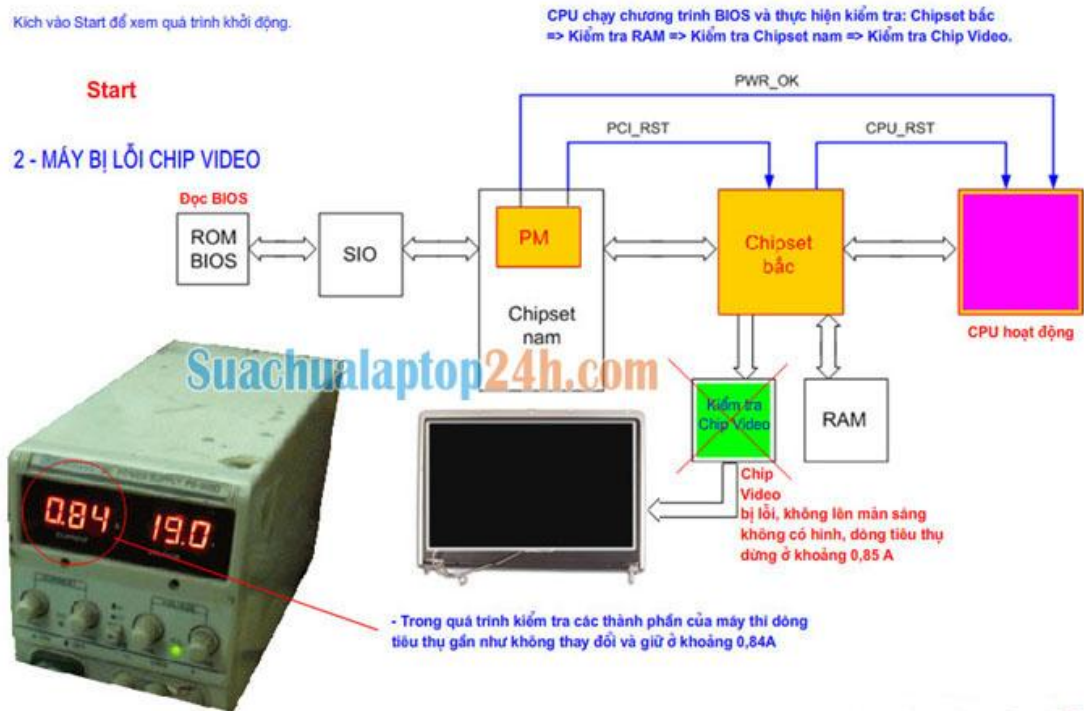 Kích vào Start để xem quá trình khởi động.
CPU chạy chương trình BIOS và thực hiện kiểm tra: Chipset bắc
=> Kiểm tra RAM => Kiểm tra Chipset nam => Kiểm tra Chip Video.
Start
PWR_OK
PCI_RST
CPU_RST
2 - MÁY BỊ LỖI CHIP VIDEO
Đọc BIOS
ROM
BIOS
SIO
PM
Chipset
nam
Chipset
bắc
CPU hoạt động
Suachualaptop24h.com
Kiểm tra
Chip Video
RAM
Chip
Video
bị lỗi, không lên màn sáng
không có hình, dòng tiêu thụ
dừng ở khoảng 0,85 A
0.84 19.0
- Trong quá trình kiểm tra các thành phần của máy thì dòng
tiêu thụ gần như không thay đổi và giữ ở khoảng 0,84A